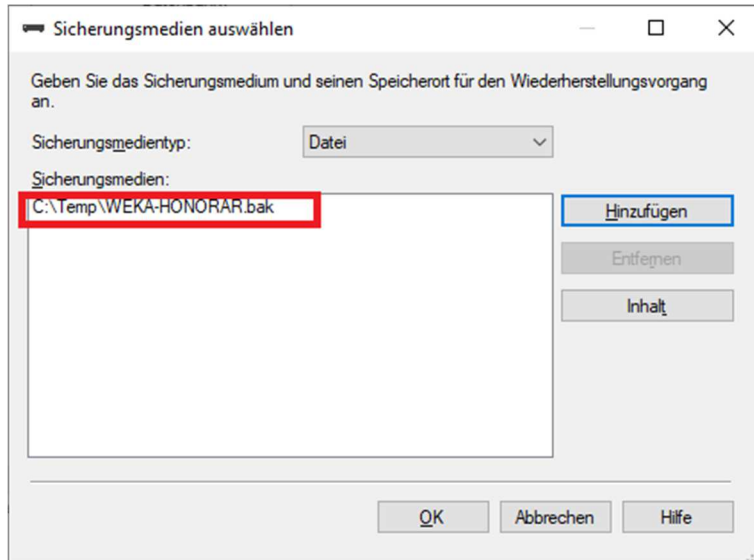 Sicherungsmedien auswählen
Geben Sie das Sicherungsmedium und seinen Speicherort für den Wiederherstellungsvorgang
an.
Sicherungsmedientyp:
Datei
Sicherungsmedien:
C:\Temp\WEKA-HONORAR.bak
Hinzufügen
Entfernen
Inhalt
OK
Abbrechen
Hilfe